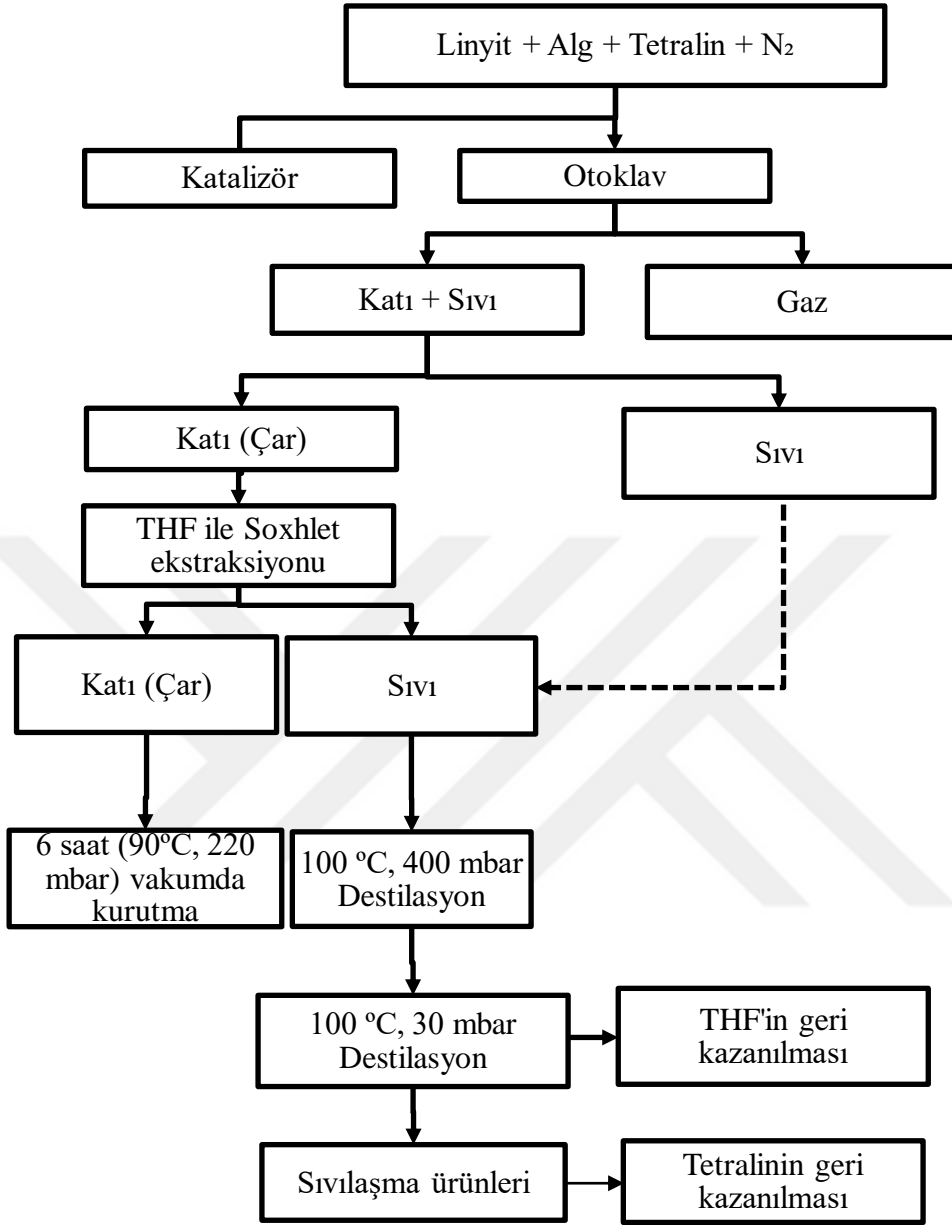 Linyit + Alg + Tetralin + N₂
Katalizör
Otoklav
Katı + Sıvı
Gaz
Katı (Çar)
Sıvı
THF ile Soxhlet
ekstraksiyonu
Katı (Çar)
Sıvı
6 saat (90ºC, 220
mbar) vakumda
kurutma
100 ºC, 400 mbar
Destilasyon
100 ºC, 30 mbar
Destilasyon
THF'in geri
kazanılması
Sıvılaşma ürünleri
Tetralinin geri
kazanılması